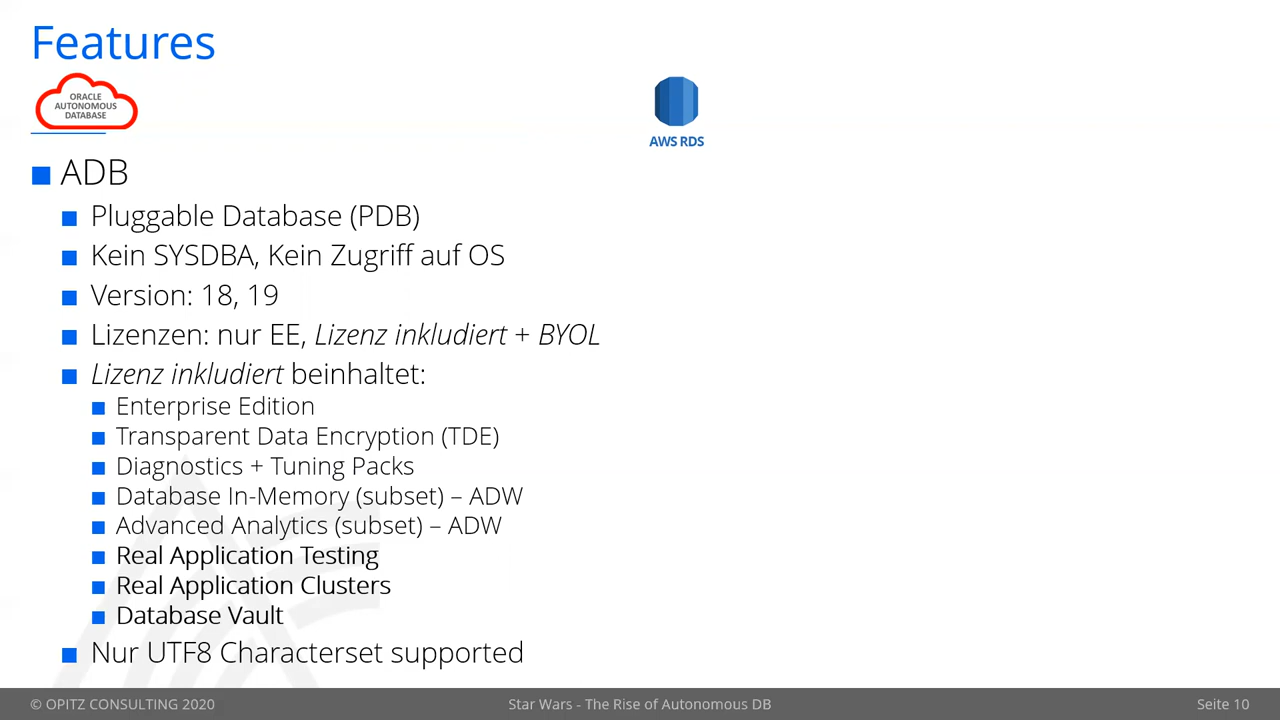 Features
ORACLE
AUTONOMOUS
DATABASE
AWS RDS
ADB
Pluggable Database (PDB)
Kein SYSDBA, Kein Zugriff auf OS
Version: 18, 19
Lizenzen: nur EE, Lizenz inkludiert + BYOL
Lizenz inkludiert beinhaltet:
Enterprise Edition
Transparent Data Encryption (TDE)
Diagnostics + Tuning Packs
Database In-Memory (subset) – ADW
Advanced Analytics (subset) – ADW
Real Application Testing
Real Application Clusters
Database Vault
Nur UTF8 Characterset supported
© OPITZ CONSULTING 2020
Star Wars - The Rise of Autonomous DB
Seite 10